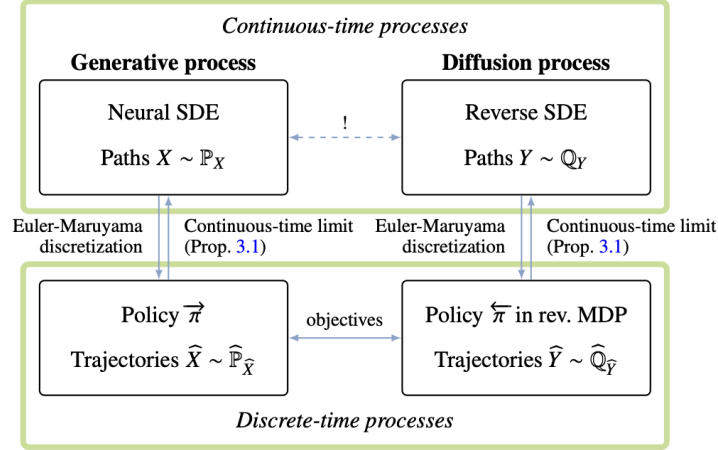 Continuous-time processes
Generative process
Diffusion process
Neural SDE
Paths X ~ ℙ_X
!
Reverse SDE
Paths Y ~ ℚ_Y
Euler-Maruyama
discretization
Continuous-time limit
(Prop. 3.1)
Euler-Maruyama
discretization
Continuous-time limit
(Prop. 3.1)
Policy π⃗
Trajectories X̂ ~ ℙ̂_X̂
objectives
Policy π⃖ in rev. MDP
Trajectories Ŷ ~ ℚ̂_Ŷ
Discrete-time processes